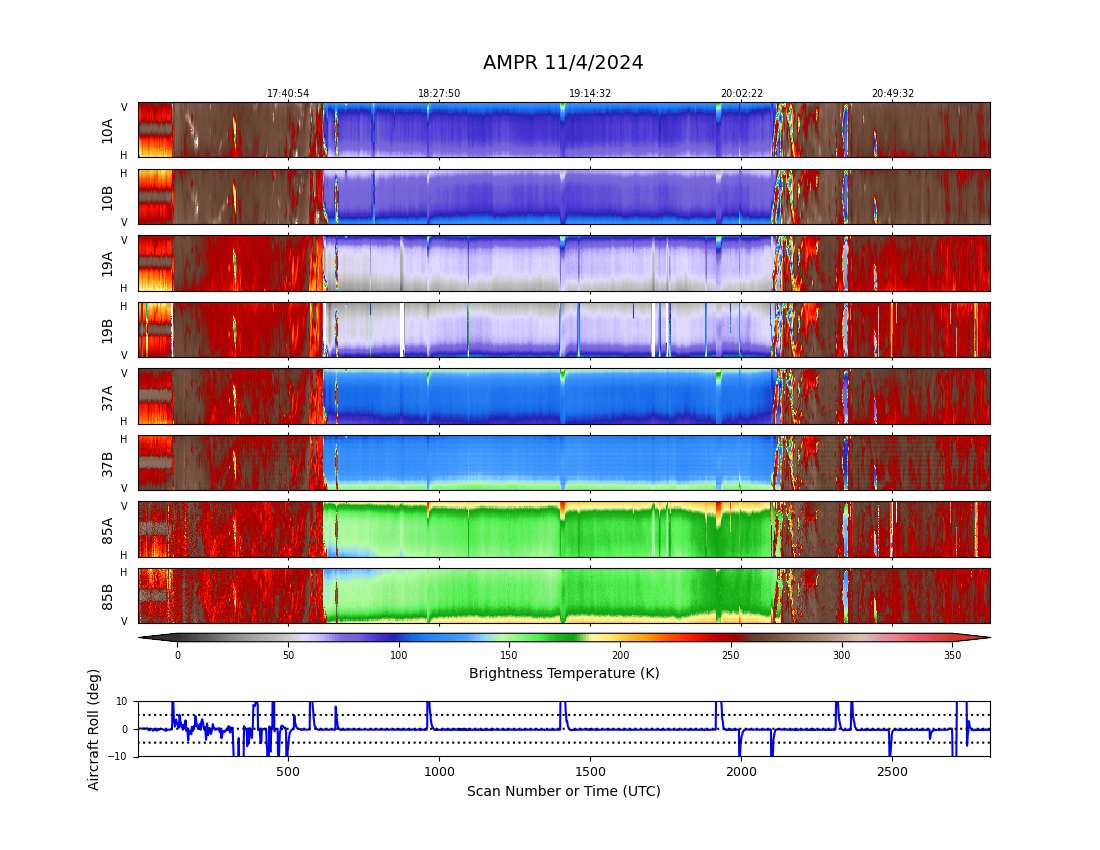 AMPR 11/4/2024
17:40:54 18:27:50 19:14:32 20:02:22 20:49:32
V
10A
H
H
10B
V
V
19A
H
H
19B
V
V
37A
H
H
37B
V
V
85A
H
H
85B
V
0 50 100 150 200 250 300 350
Brightness Temperature (K)
Aircraft Roll (deg)
10
0
−10
500 1000 1500 2000 2500
Scan Number or Time (UTC)